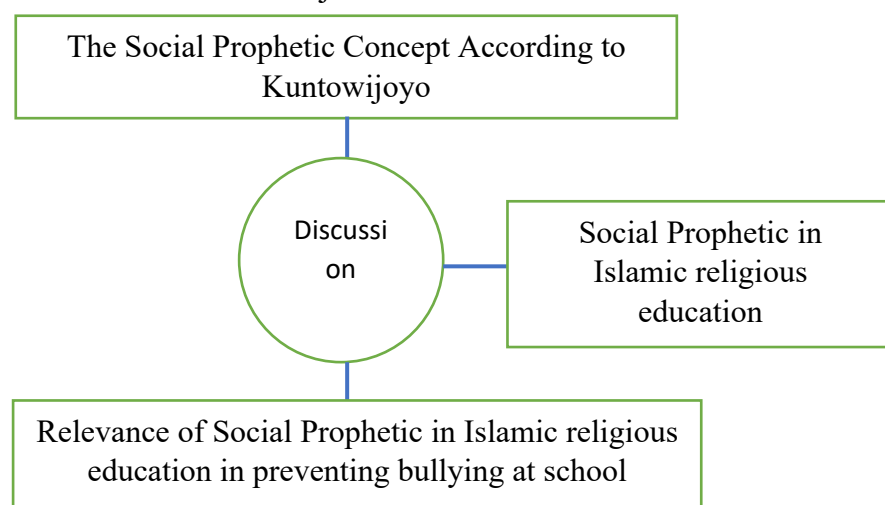 The Social Prophetic Concept According to
Kuntowijoyo
Discussi
on
Social Prophetic in
Islamic religious
education
Relevance of Social Prophetic in Islamic religious
education in preventing bullying at school